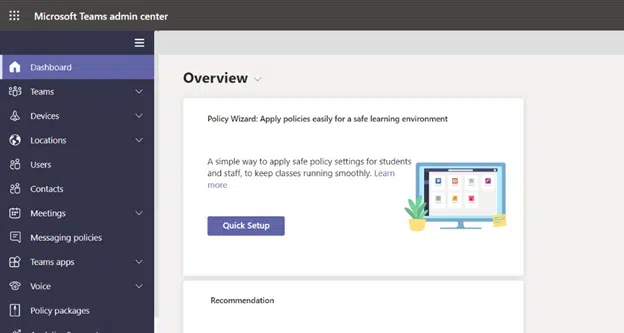 Microsoft Teams admin center
Dashboard
Teams
Devices
Locations
Users
Contacts
Meetings
Messaging policies
Teams apps
Voice
Policy packages
Overview
Policy Wizard: Apply policies easily for a safe learning environment
A simple way to apply safe policy settings for students
and staff, to keep classes running smoothly. Learn
more
Quick Setup
Recommendation